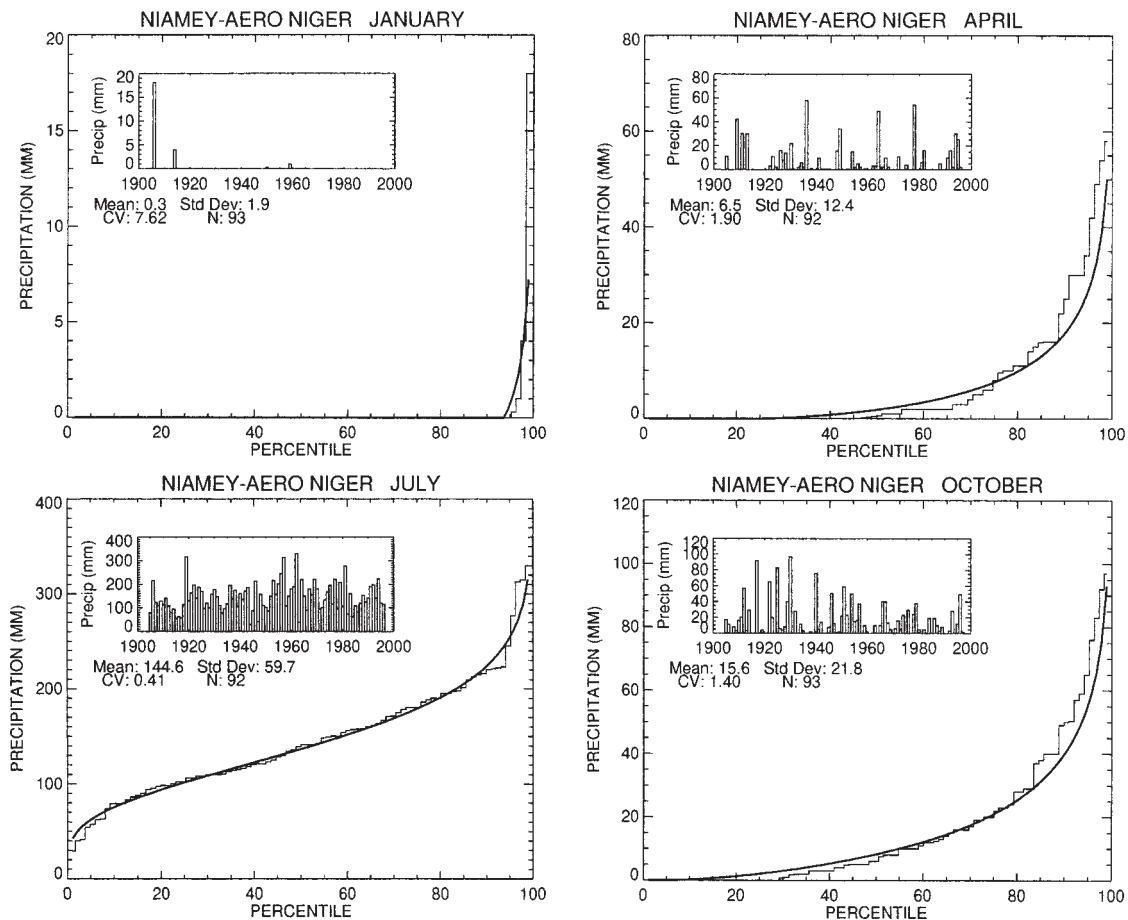 NIAMEY-AERO NIGER JANUARY
PRECIPITATION (MM)
20
15
10
5
0
Precip (mm)
20
15
10
5
0
1900 1920 1940 1960 1980 2000
Mean: 0.3 Std Dev: 1.9
CV: 7.62 N: 93
0 20 40 60 80 100
PERCENTILE
NIAMEY-AERO NIGER APRIL
PRECIPITATION (MM)
80
60
40
20
0
Precip (mm)
80
60
40
20
0
1900 1920 1940 1960 1980 2000
Mean: 6.5 Std Dev: 12.4
CV: 1.90 N: 92
0 20 40 60 80 100
PERCENTILE
NIAMEY-AERO NIGER JULY
PRECIPITATION (MM)
400
300
200
100
0
Precip (mm)
400
300
200
100
0
1900 1920 1940 1960 1980 2000
Mean: 144.6 Std Dev: 59.7
CV: 0.41 N: 92
0 20 40 60 80 100
PERCENTILE
NIAMEY-AERO NIGER OCTOBER
PRECIPITATION (MM)
120
100
80
60
40
20
0
Precip (mm)
120
100
80
60
40
20
0
1900 1920 1940 1960 1980 2000
Mean: 15.6 Std Dev: 21.8
CV: 1.40 N: 93
0 20 40 60 80 100
PERCENTILE